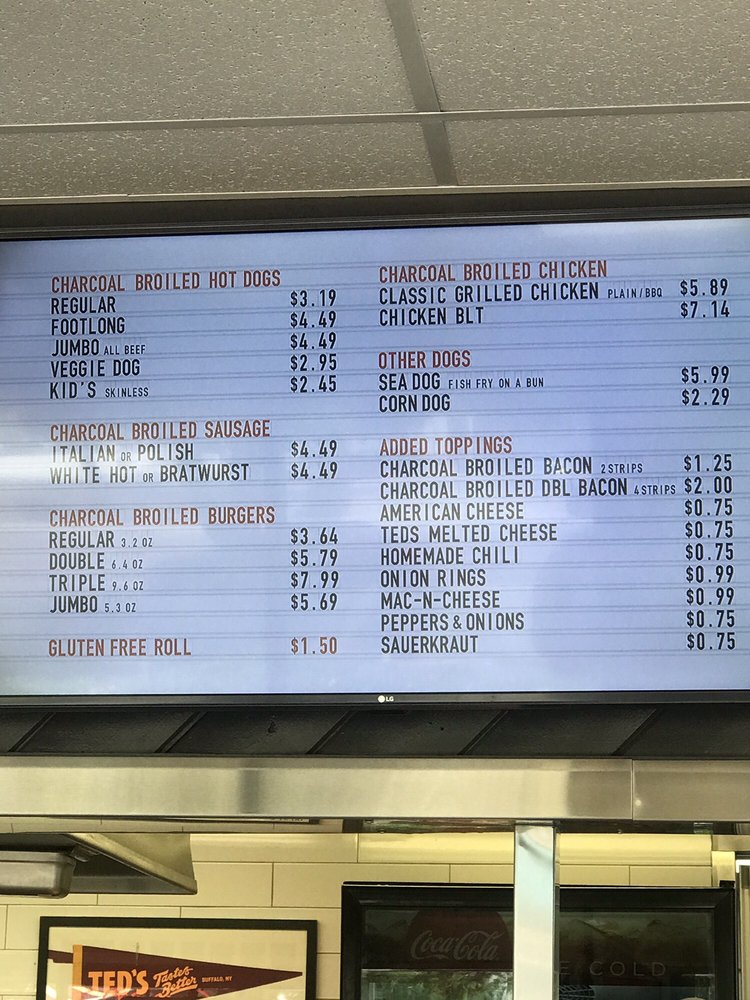 CHARCOAL BROILED HOT DOGS
REGULAR $3.19
FOOTLONG $4.49
JUMBO ALL BEEF $4.49
VEGGIE DOG $2.95
KID'S SKINLESS $2.45
CHARCOAL BROILED SAUSAGE
ITALIAN OR POLISH $4.49
WHITE HOT OR BRATWURST $4.49
CHARCOAL BROILED BURGERS
REGULAR 3.2 OZ $3.64
DOUBLE 6.4 OZ $5.79
TRIPLE 9.6 OZ $7.99
JUMBO 5.3 OZ $5.69
GLUTEN FREE ROLL $1.50
CHARCOAL BROILED CHICKEN
CLASSIC GRILLED CHICKEN PLAIN/BBQ $5.89
CHICKEN BLT $7.14
OTHER DOGS
SEA DOG FISH FRY ON A BUN $5.99
CORN DOG $2.29
ADDED TOPPINGS
CHARCOAL BROILED BACON 2 STRIPS $1.25
CHARCOAL BROILED DBL BACON 4 STRIPS $2.00
AMERICAN CHEESE $0.75
TEDS MELTED CHEESE $0.75
HOMEMADE CHILI $0.75
ONION RINGS $0.99
MAC-N-CHEESE $0.99
PEPPERS & ONIONS $0.75
SAUERKRAUT $0.75
LG
TED'S Tastes Better BUFFALO, NY
Coca-Cola
E COLD